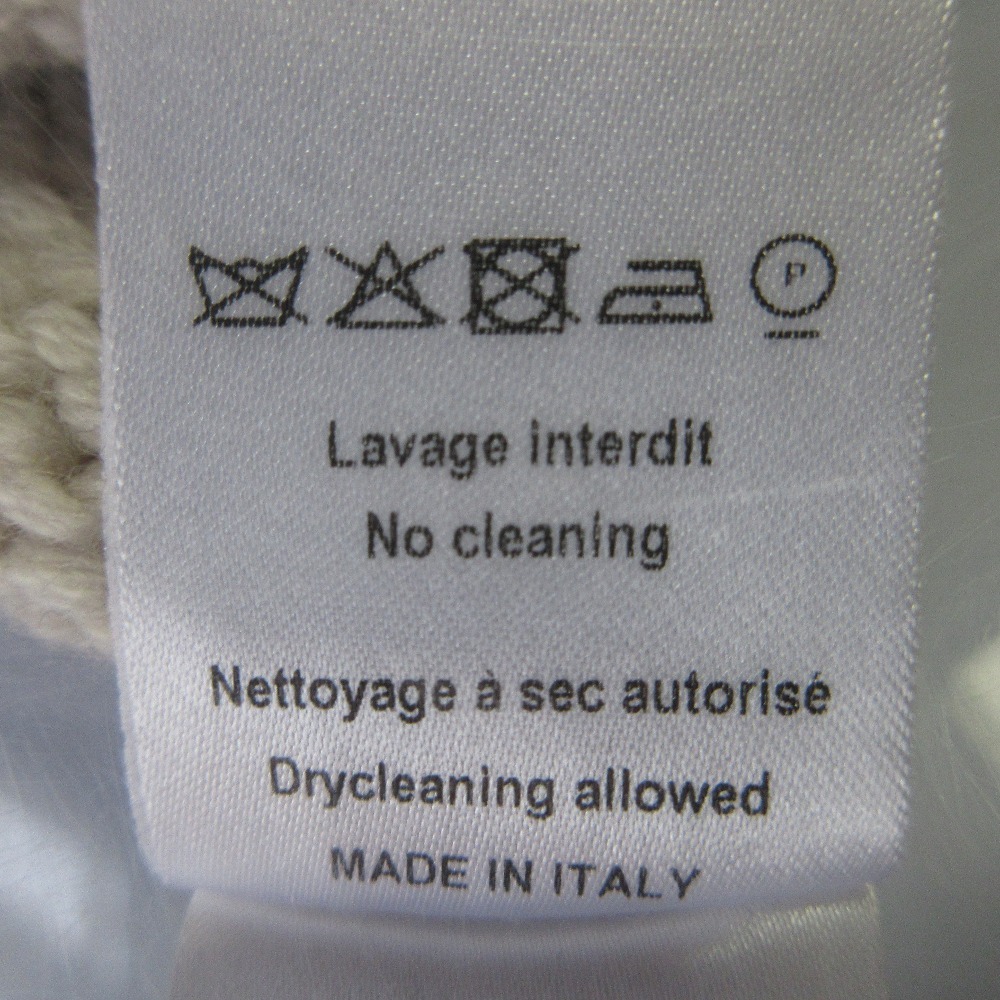 P
Lavage interdit
No cleaning
Nettoyage à sec autorisé
Drycleaning allowed
MADE IN ITALY